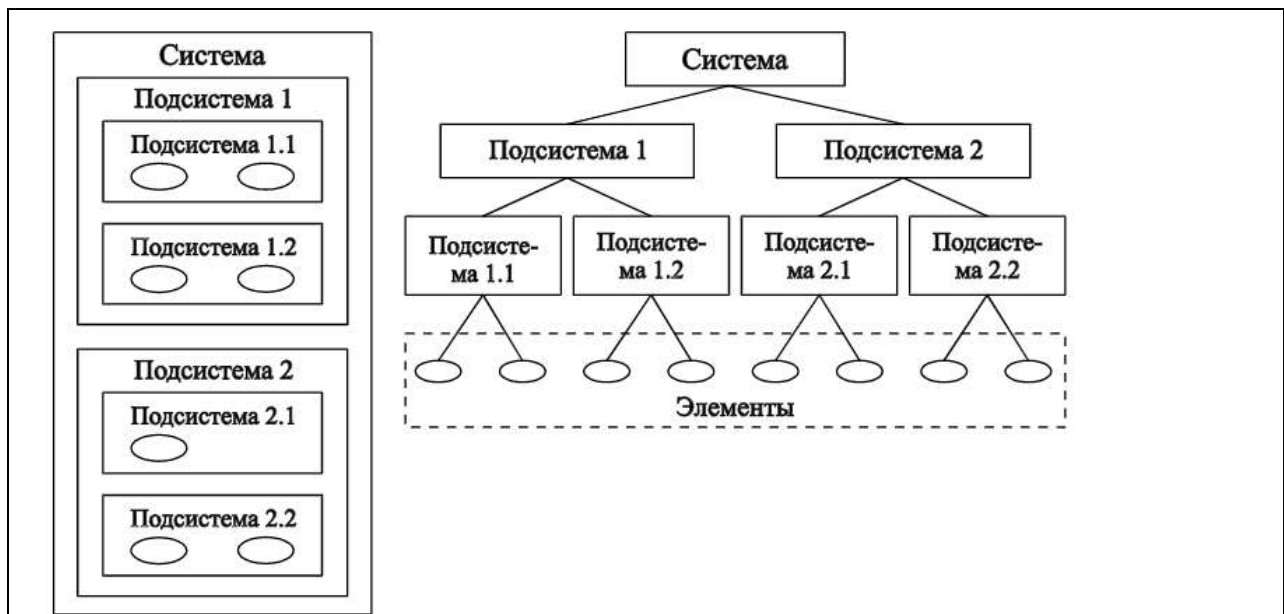 Система
Подсистема 1
Подсистема 1.1
Подсистема 1.2
Подсистема 2
Подсистема 2.1
Подсистема 2.2
Система
Подсистема 1
Подсистема 2
Подсисте-
ма 1.1
Подсисте-
ма 1.2
Подсисте-
ма 2.1
Подсисте-
ма 2.2
Элементы